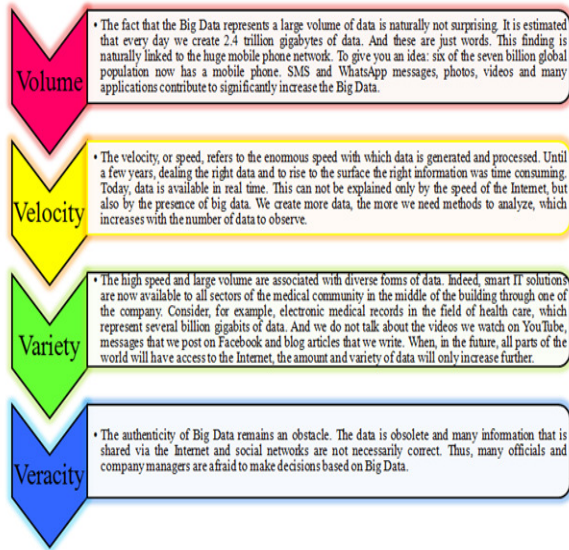 Volume
• The fact that the Big Data represents a large volume of data is naturally not surprising. It is estimated
that every day we create 2.4 trillion gigabytes of data. And these are just words. This finding is
naturally linked to the huge mobile phone network. To give you an idea: six of the seven billion global
population now has a mobile phone. SMS and WhatsApp messages, photos, videos and many
applications contribute to significantly increase the Big Data.
Velocity
• The velocity, or speed, refers to the enormous speed with which data is generated and processed. Until
a few years, dealing the right data and to rise to the surface the right information was time consuming.
Today, data is available in real time. This can not be explained only by the speed of the Internet, but
also by the presence of big data. We create more data, the more we need methods to analyze, which
increases with the number of data to observe.
Variety
• The high speed and large volume are associated with diverse forms of data. Indeed, smart IT solutions
are now available to all sectors of the medical community in the middle of the building through one of
the company. Consider, for example, electronic medical records in the field of health care, which
represent several billion gigabits of data. And we do not talk about the videos we watch on YouTube,
messages that we post on Facebook and blog articles that we write. When, in the future, all parts of the
world will have access to the Internet, the amount and variety of data will only increase further.
Veracity
• The authenticity of Big Data remains an obstacle. The data is obsolete and many information that is
shared via the Internet and social networks are not necessarily correct. Thus, many officials and
company managers are afraid to make decisions based on Big Data.